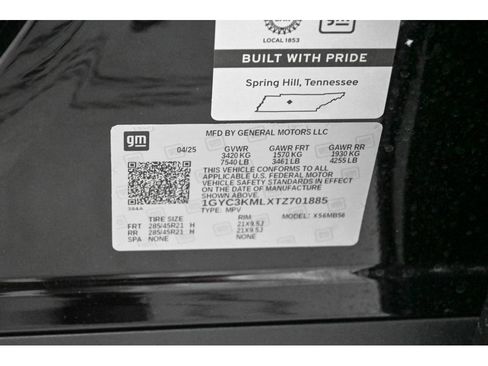 LOCAL 1853
gm
BUILT WITH PRIDE
Spring Hill, Tennessee
gm
MFD BY GENERAL MOTORS LLC
04/25 GVWR GAWR FRT GAWR RR
3420 KG 1570 KG 1930 KG
7540 LB 3461 LB 4255 LB
THIS VEHICLE CONFORMS TO ALL
APPLICABLE U.S. FEDERAL MOTOR
VEHICLE SAFETY STANDARDS IN EFFECT
ON THE DATE OF MANUFACTURE
SHOWN ABOVE.
1GYC3KMLXTZ701885
TYPE: MPV MODEL: X56MB56
TIRE SIZE RIM
FRT 285/45R21 H 21X9.5J
RR 285/45R21 H 21X9.5J
SPA NONE NONE